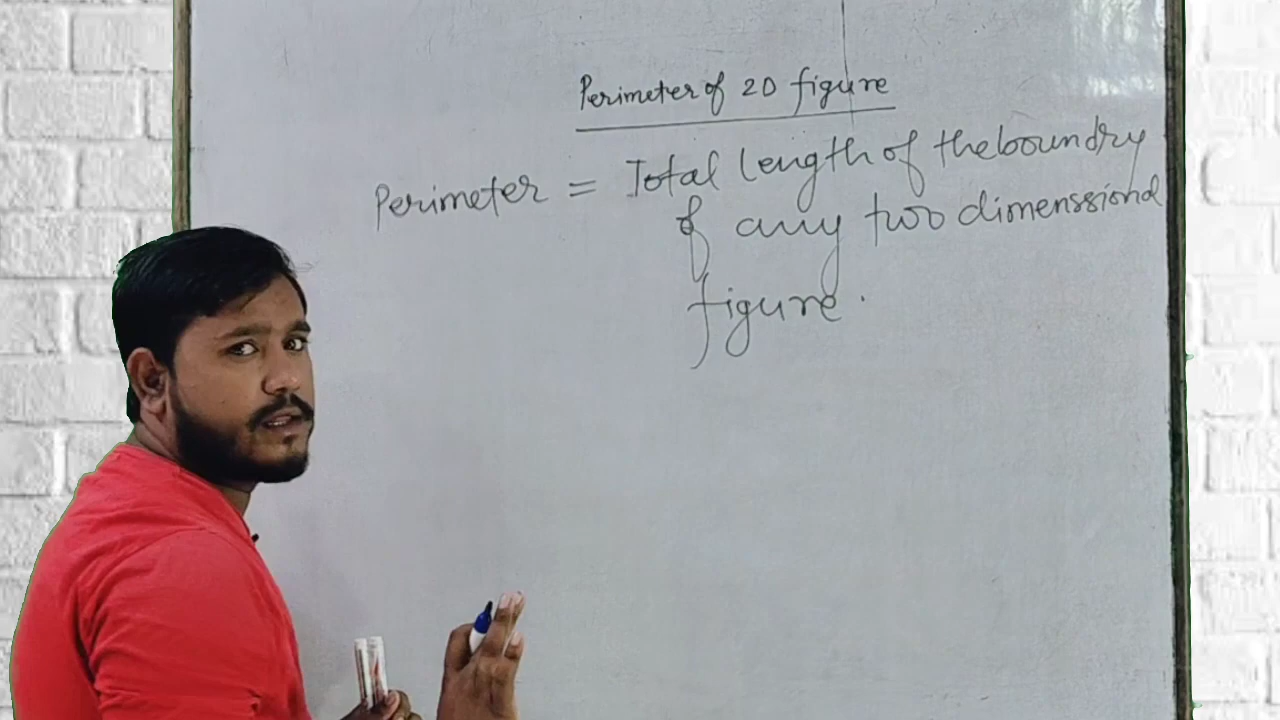 Perimeter of 2D figure
Perimeter = Total length of the boundry
of any two dimenssional
figure.